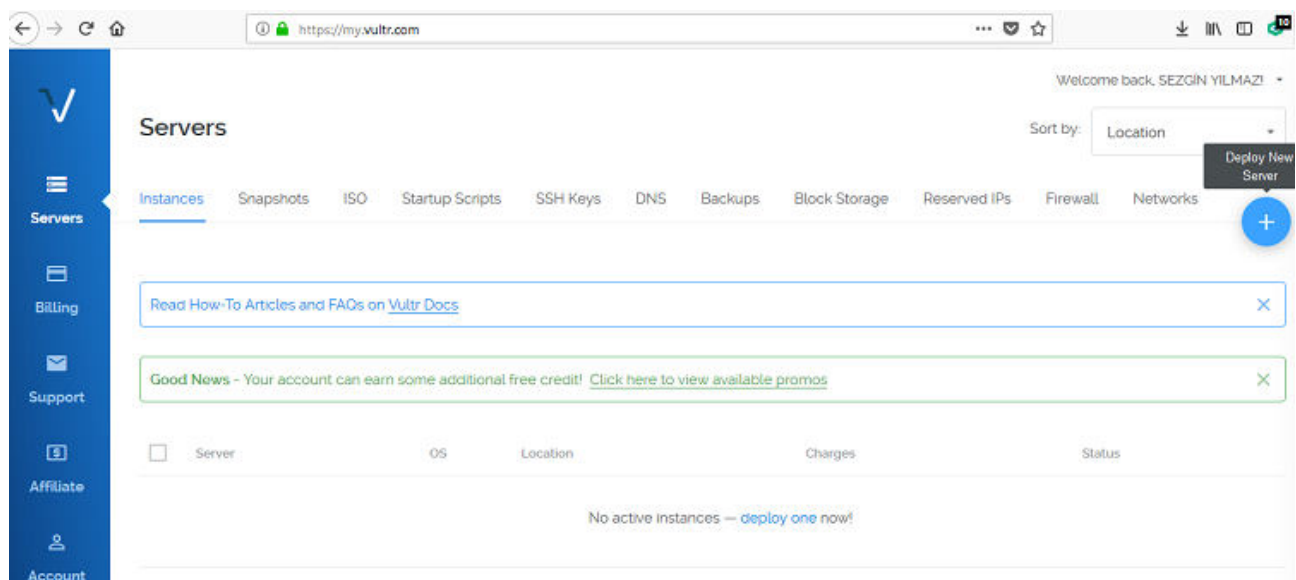 https://my.vultr.com
10
Welcome back, SEZGİN YILMAZ!
Servers
Sort by: Location
Deploy New
Server
Servers
Instances Snapshots ISO Startup Scripts SSH Keys DNS Backups Block Storage Reserved IPs Firewall Networks
Billing
Read How-To Articles and FAQs on Vultr Docs
Support
Good News - Your account can earn some additional free credit! Click here to view available promos
Affiliate
Server OS Location Charges Status
No active instances — deploy one now!
Account